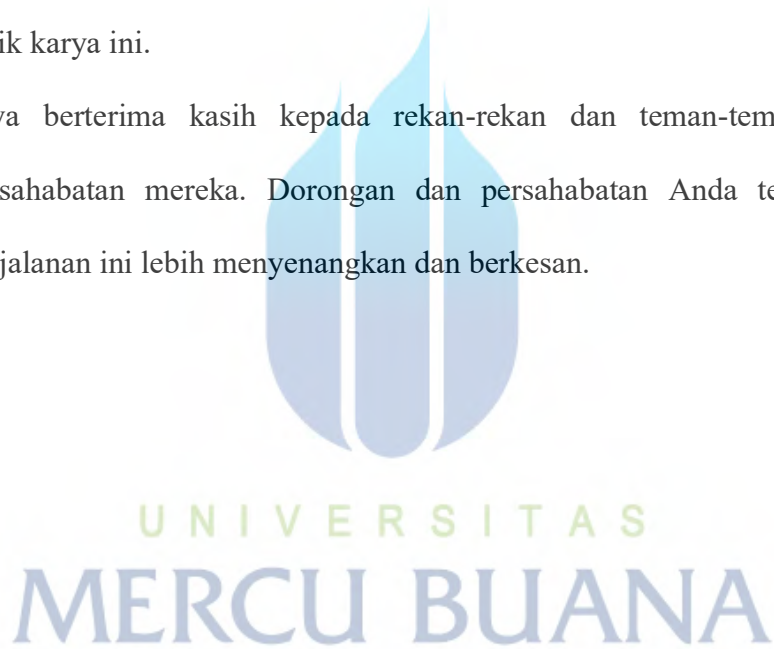 ik karya ini.
ya berterima kasih kepada rekan-rekan dan teman-tem
sahabatan mereka. Dorongan dan persahabatan Anda te
jalanan ini lebih menyenangkan dan berkesan.
UNIVERSITAS
MERCU BUANA